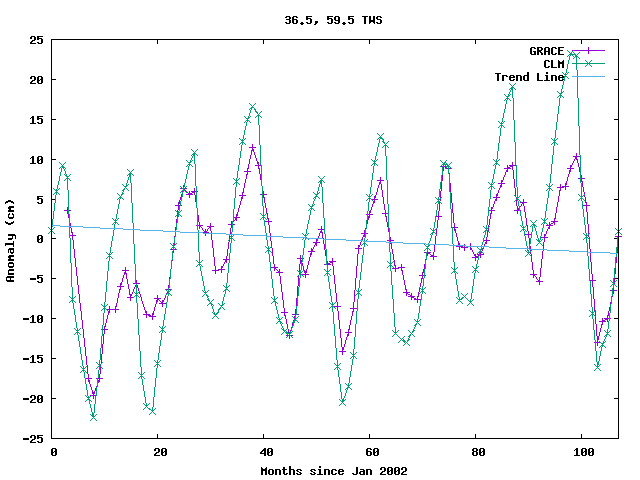 36.5, 59.5 TWS
GRACE
CLM
Trend Line
25
20
15
10
5
0
-5
-10
-15
-20
-25
Anomaly (cm)
0 20 40 60 80 100
Months since Jan 2002